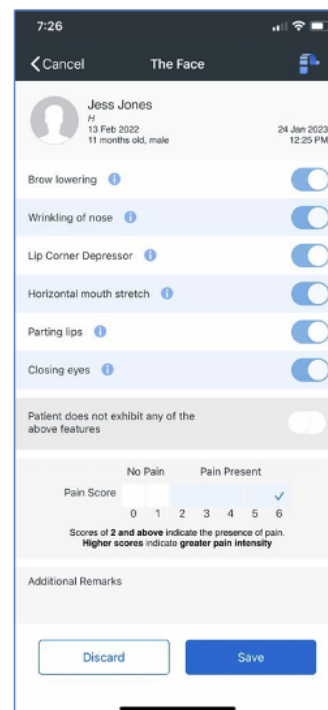 7:26
Cancel The Face
Jess Jones
H
13 Feb 2022 24 Jan 2023
11 months old, male 12:25 PM
Brow lowering
Wrinkling of nose
Lip Corner Depressor
Horizontal mouth stretch
Parting lips
Closing eyes
Patient does not exhibit any of the
above features
No Pain Pain Present
Pain Score
0 1 2 3 4 5 6
Scores of 2 and above indicate the presence of pain.
Higher scores indicate greater pain intensity
Additional Remarks
Discard Save